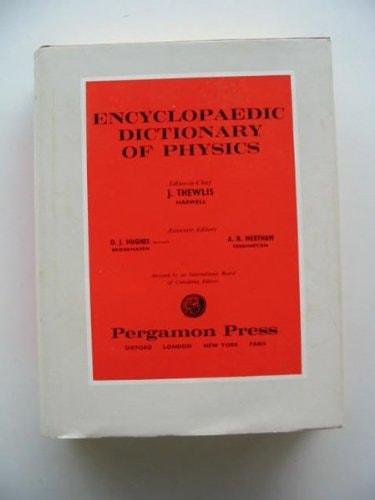 ENCYCLOPAEDIC
DICTIONARY
OF PHYSICS
Editor-in-Chief
J. THEWLIS
HARWELL
Associate Editors
D. J. HUGHES
BROOKHAVEN
A. R. MEETHAM
TEDDINGTON
Advised by an International Board
of Consulting Editors
Pergamon Press
OXFORD LONDON NEW YORK PARIS